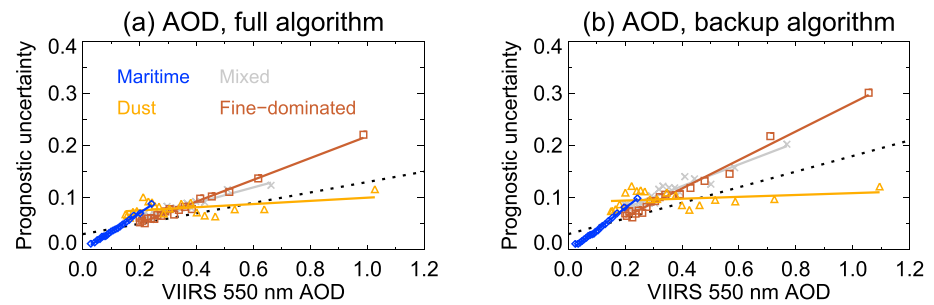 (a) AOD, full algorithm
Prognostic uncertainty
0.4
0.3
0.2
0.1
0.0
Maritime
Mixed
Dust
Fine−dominated
0.0 0.2 0.4 0.6 0.8 1.0 1.2
VIIRS 550 nm AOD
(b) AOD, backup algorithm
Prognostic uncertainty
0.4
0.3
0.2
0.1
0.0
0.0 0.2 0.4 0.6 0.8 1.0 1.2
VIIRS 550 nm AOD